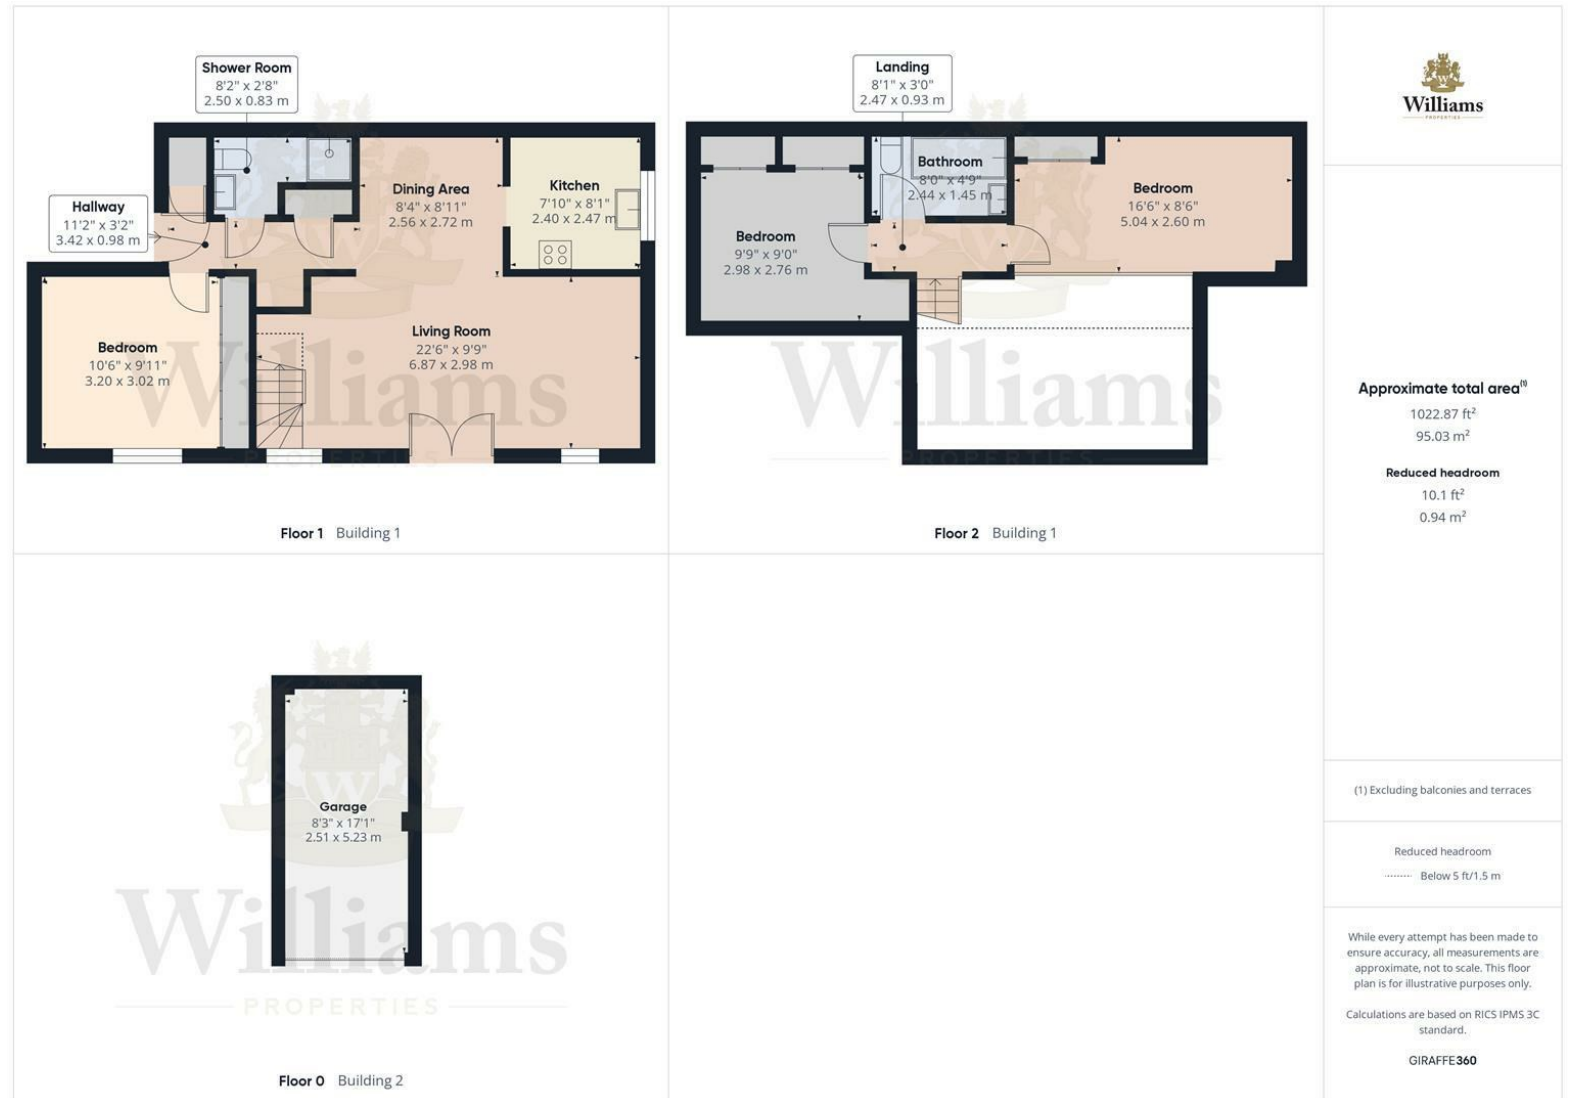 Shower Room
8'2" x 2'8"
2.50 x 0.83 m
Hallway
11'2" x 3'2"
3.42 x 0.98 m
Dining Area
8'4" x 8'11"
2.56 x 2.72 m
Kitchen
7'10" x 8'1"
2.40 x 2.47 m
Bedroom
10'6" x 9'11"
3.20 x 3.02 m
Living Room
22'6" x 9'9"
6.87 x 2.98 m
Williams
PROPERTIES
Floor 1 Building 1
Landing
8'1" x 3'0"
2.47 x 0.93 m
Bathroom
8'0" x 4'9"
2.44 x 1.45 m
Bedroom
9'9" x 9'0"
2.98 x 2.76 m
Bedroom
16'6" x 8'6"
5.04 x 2.60 m
Williams
PROPERTIES
Floor 2 Building 1
W
Garage
8'3" x 17'1"
2.51 x 5.23 m
Williams
PROPERTIES
Floor 0 Building 2
W
Williams
PROPERTIES
Approximate total area(1)
1022.87 ft²
95.03 m²
Reduced headroom
10.1 ft²
0.94 m²
(1) Excluding balconies and terraces
Reduced headroom
Below 5 ft/1.5 m
While every attempt has been made to
ensure accuracy, all measurements are
approximate, not to scale. This floor
plan is for illustrative purposes only.
Calculations are based on RICS IPMS 3C
standard.
GIRAFFE360